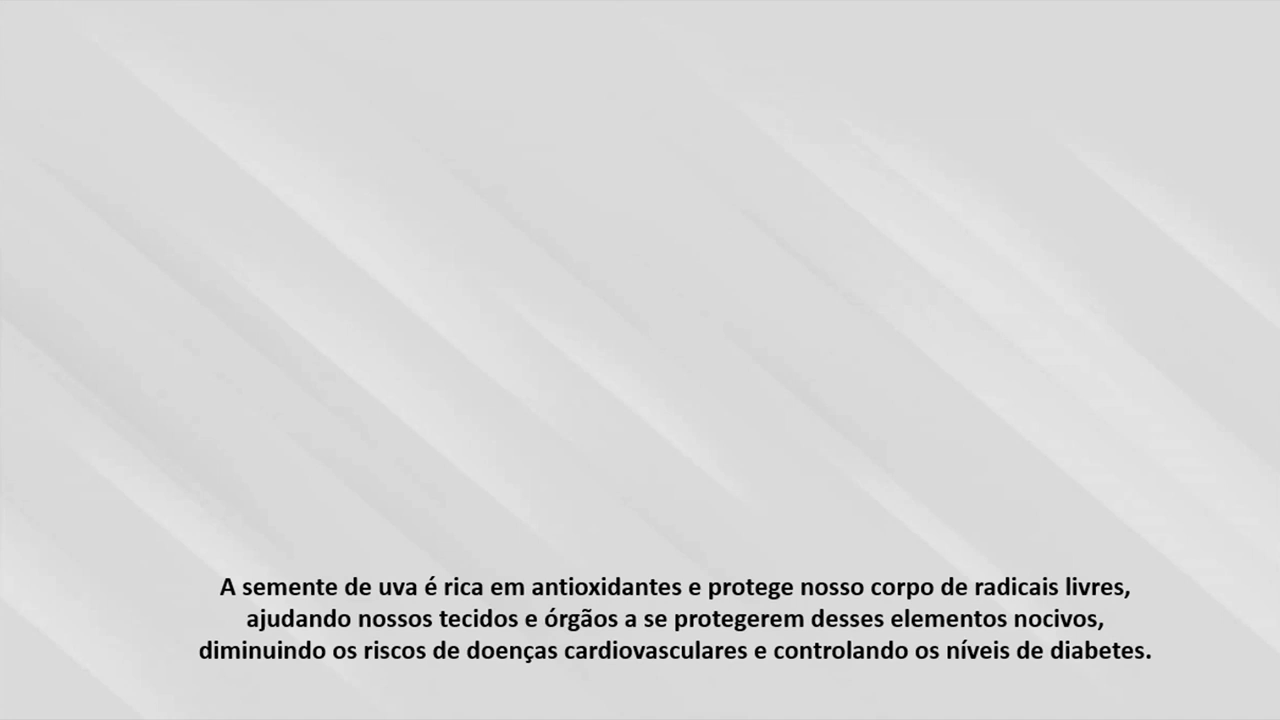 A semente de uva é rica em antioxidantes e protege nosso corpo de radicais livres,
ajudando nossos tecidos e órgãos a se protegerem desses elementos nocivos,
diminuindo os riscos de doenças cardiovasculares e controlando os níveis de diabetes.